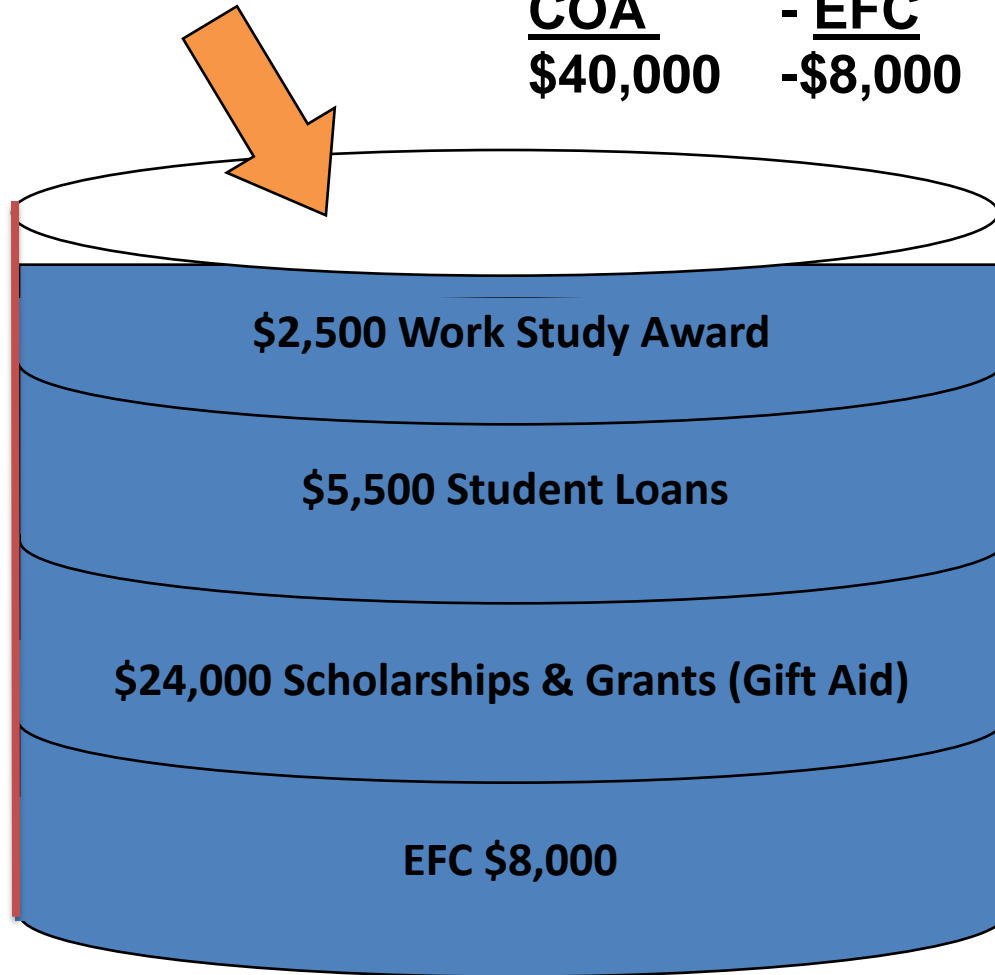 COA - EFC
$40,000 -$8,000
$2,500 Work Study Award
$5,500 Student Loans
$24,000 Scholarships & Grants (Gift Aid)
EFC $8,000